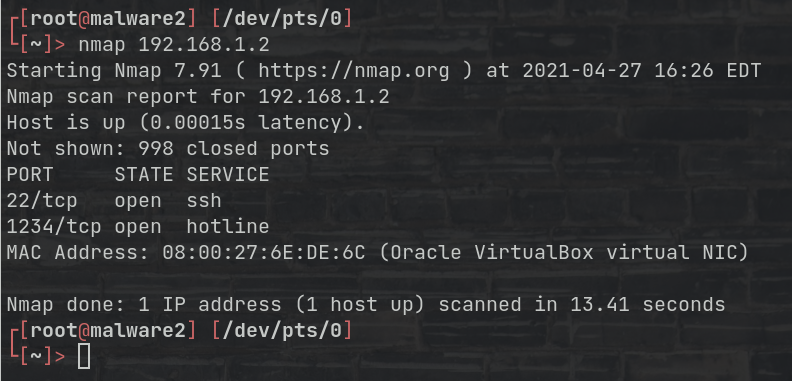 [root@malware2] [/dev/pts/0]
[~]> nmap 192.168.1.2
Starting Nmap 7.91 ( https://nmap.org ) at 2021-04-27 16:26 EDT
Nmap scan report for 192.168.1.2
Host is up (0.00015s latency).
Not shown: 998 closed ports
PORT     STATE SERVICE
22/tcp   open  ssh
1234/tcp open  hotline
MAC Address: 08:00:27:6E:DE:6C (Oracle VirtualBox virtual NIC)
Nmap done: 1 IP address (1 host up) scanned in 13.41 seconds
[root@malware2] [/dev/pts/0]
[~]>